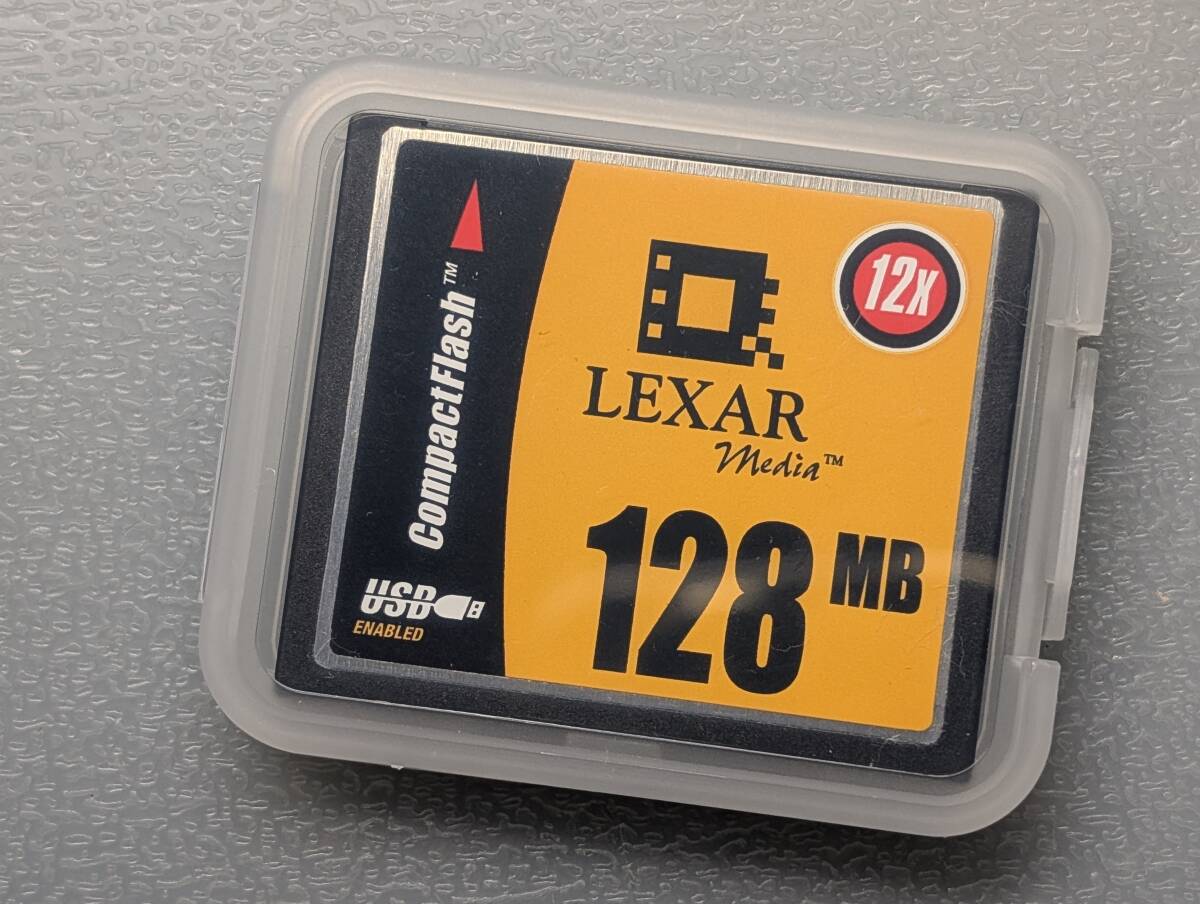 CompactFlash™
USB
ENABLED
12X
LEXAR
Media™
128 MB